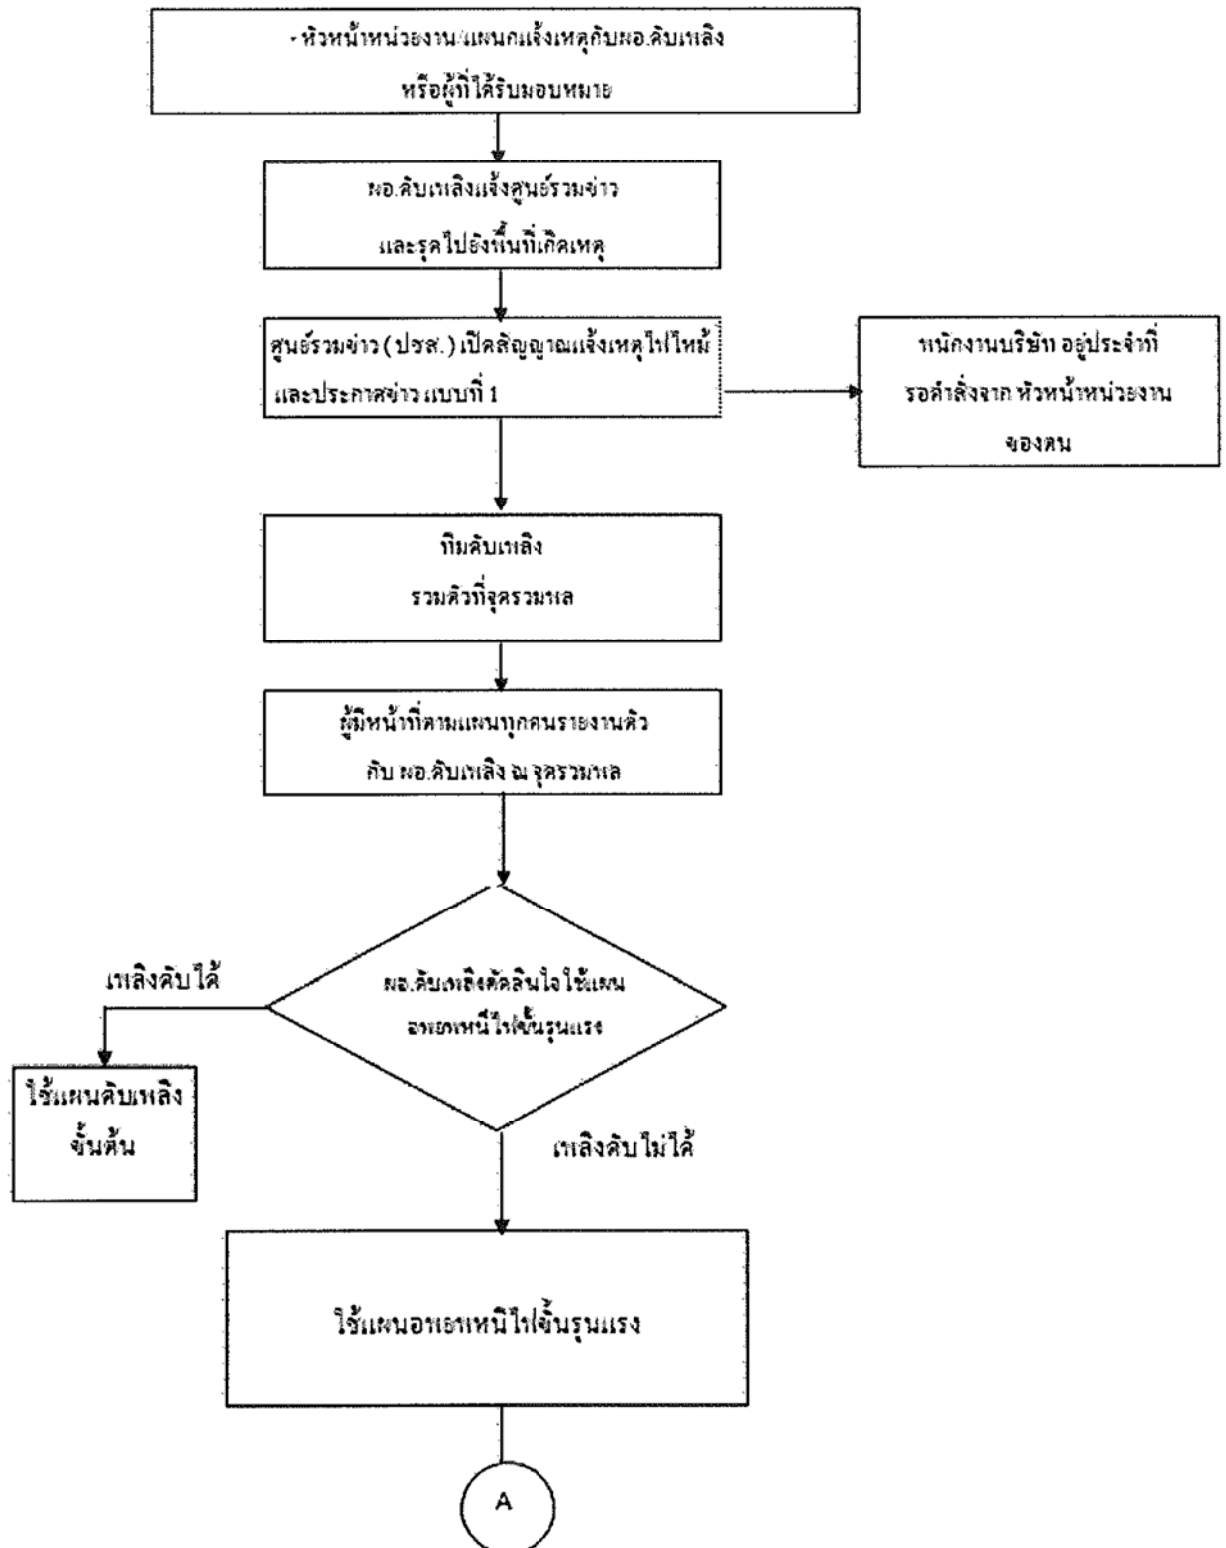 - หัวหน้าหน่วยงาน/แผนกแจ้งเหตุกับผอ.ดับเพลิง
หรือผู้ที่ได้รับมอบหมาย
ผอ.ดับเพลิงแจ้งศูนย์รวมข่าว
และรุดไปยังพื้นที่เกิดเหตุ
ศูนย์รวมข่าว (ปชส.) เปิดสัญญาณแจ้งเหตุไฟไหม้
และประกาศข่าว แบบที่ 1
พนักงานบริษัท อยู่ประจำที่
รอคำสั่งจาก หัวหน้าหน่วยงาน
ของตน
ทีมดับเพลิง
รวมตัวที่จุดรวมพล
ผู้มีหน้าที่ตามแผนทุกคนรายงานตัว
กับ ผอ.ดับเพลิง ณ จุดรวมพล
ผอ.ดับเพลิงตัดสินใจใช้แผน
อพยพหนีไฟขั้นรุนแรง
เพลิงดับได้
ใช้แผนดับเพลิง
ขั้นต้น
เพลิงดับไม่ได้
ใช้แผนอพยพหนีไฟขั้นรุนแรง
A